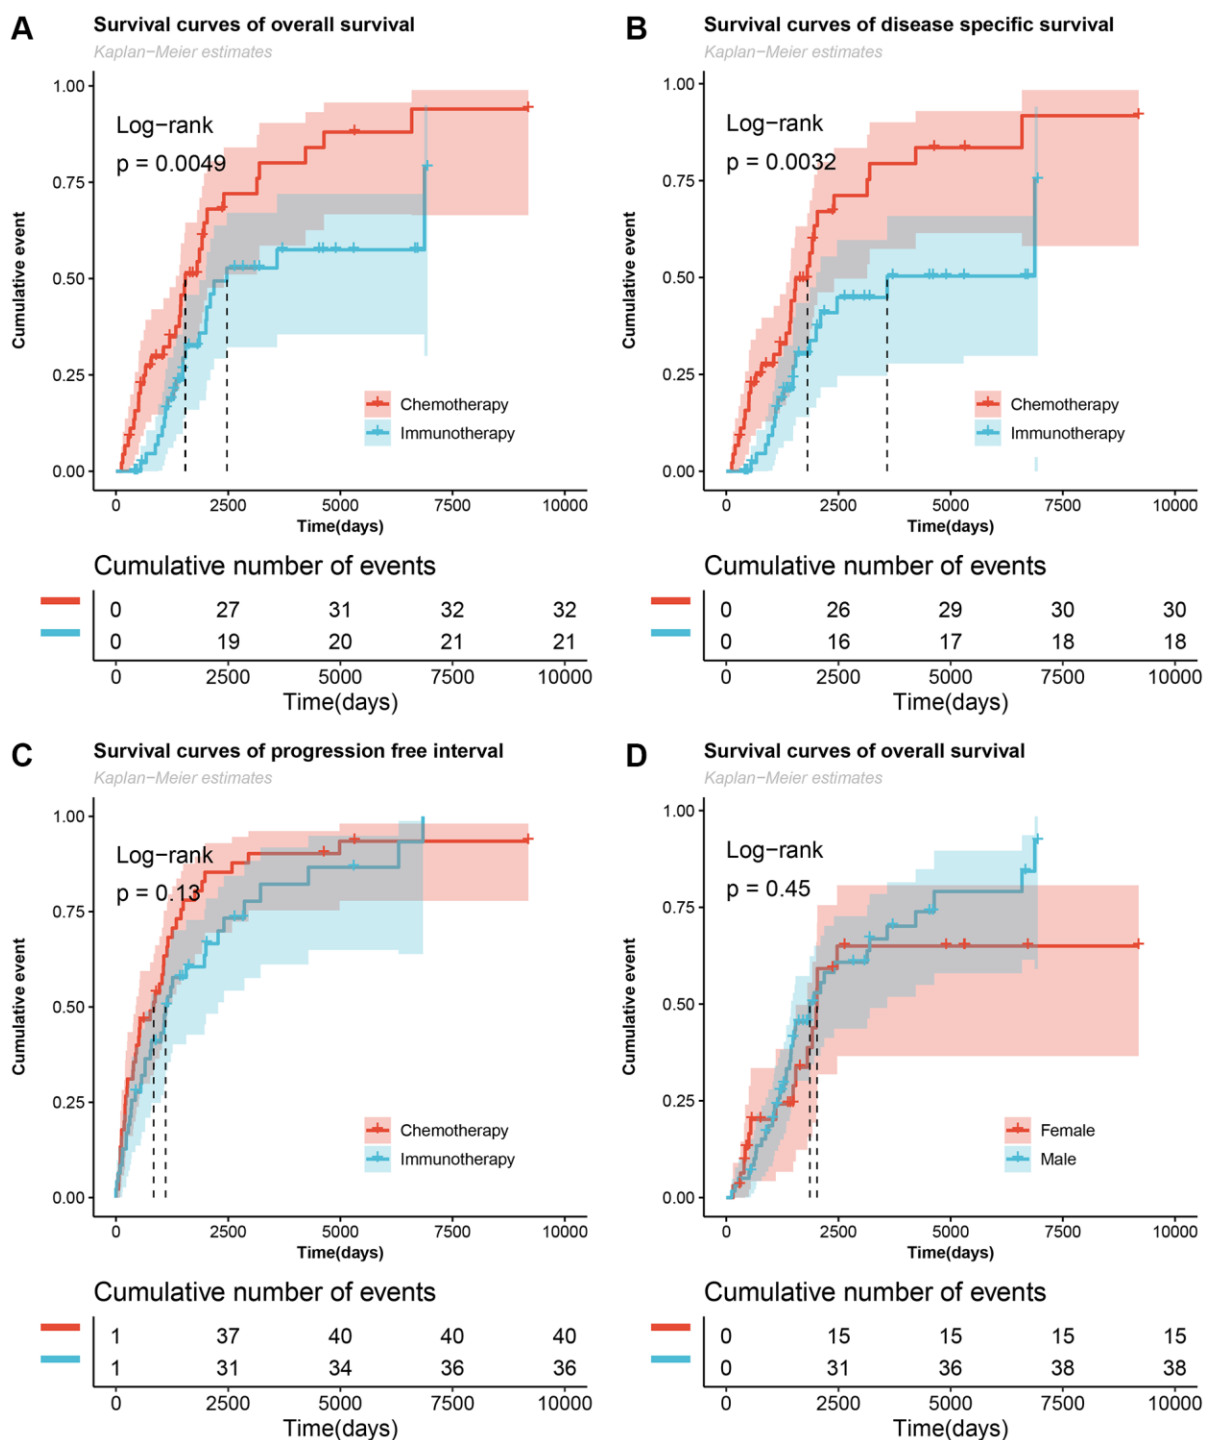 A
Survival curves of overall survival
Kaplan−Meier estimates
1.00
0.75
0.50
0.25
0.00
Cumulative event
Log−rank
p = 0.0049
Chemotherapy
Immunotherapy
0 2500 5000 7500 10000
Time(days)
Cumulative number of events
0 27 31 32 32
0 19 20 21 21
0 2500 5000 7500 10000
Time(days)
B
Survival curves of disease specific survival
Kaplan−Meier estimates
1.00
0.75
0.50
0.25
0.00
Cumulative event
Log−rank
p = 0.0032
Chemotherapy
Immunotherapy
0 2500 5000 7500 10000
Time(days)
Cumulative number of events
0 26 29 30 30
0 16 17 18 18
0 2500 5000 7500 10000
Time(days)
C
Survival curves of progression free interval
Kaplan−Meier estimates
1.00
0.75
0.50
0.25
0.00
Cumulative event
Log−rank
p = 0.13
Chemotherapy
Immunotherapy
0 2500 5000 7500 10000
Time(days)
Cumulative number of events
1 37 40 40 40
1 31 34 36 36
0 2500 5000 7500 10000
Time(days)
D
Survival curves of overall survival
Kaplan−Meier estimates
1.00
0.75
0.50
0.25
0.00
Cumulative event
Log−rank
p = 0.45
Female
Male
0 2500 5000 7500 10000
Time(days)
Cumulative number of events
0 15 15 15 15
0 31 36 38 38
0 2500 5000 7500 10000
Time(days)